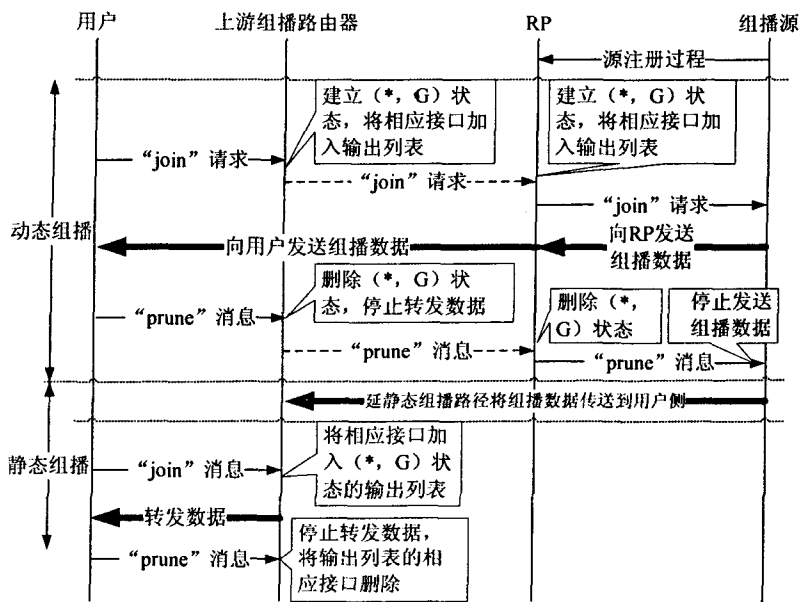 用户
上游组播路由器
RP
组播源
源注册过程
建立（*，G）状
态，将相应接口加
入输出列表
建立（*，G）状
态，将相应接口加
入输出列表
“join”请求
“join”请求
“join”请求
动态组播
向用户发送组播数据
向RP发送
组播数据
删除（*，G）状
态，停止转发数据
“prune”消息
删除（*，
G）状态
停止发送
组播数据
“prune”消息
“prune”消息
延静态组播路径将组播数据传送到用户侧
静态组播
将相应接口加
入（*，G）状
态的输出列表
“join”消息
转发数据
停止转发数据，
将输出列表的相
应接口删除
“prune”消息